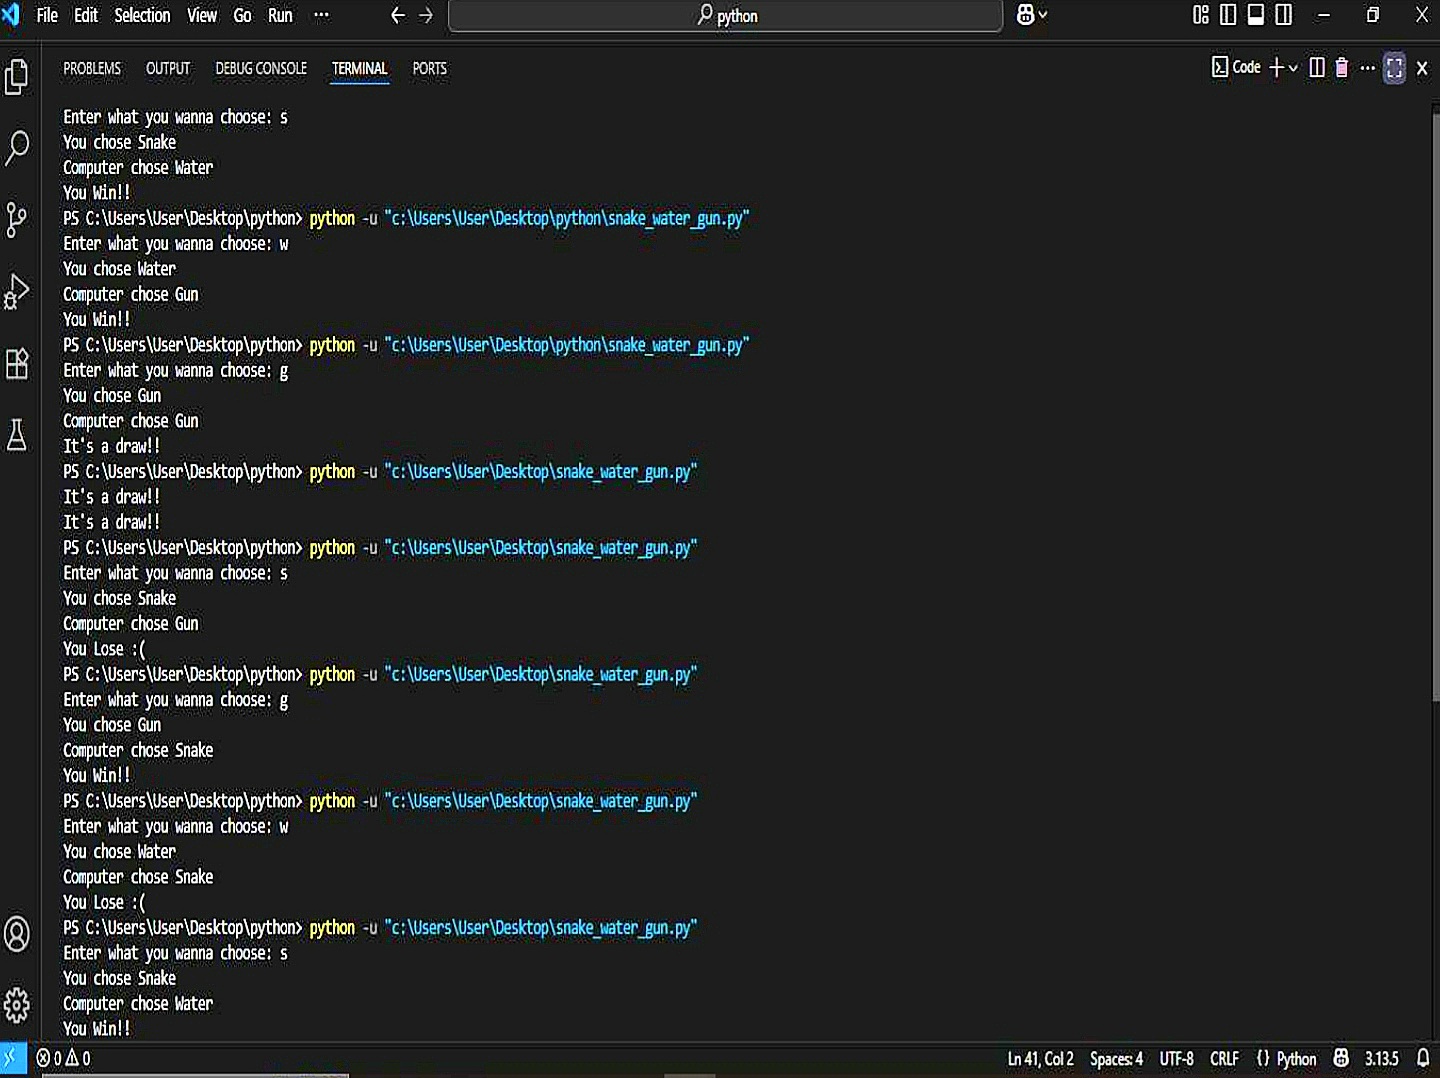 File Edit Selection View Go Run ··· python
PROBLEMS OUTPUT DEBUG CONSOLE TERMINAL PORTS Code
Enter what you wanna choose: s
You chose Snake
Computer chose Water
You Win!!
PS C:\Users\User\Desktop\python> python -u "c:\Users\User\Desktop\python\snake_water_gun.py"
Enter what you wanna choose: w
You chose Water
Computer chose Gun
You Win!!
PS C:\Users\User\Desktop\python> python -u "c:\Users\User\Desktop\python\snake_water_gun.py"
Enter what you wanna choose: g
You chose Gun
Computer chose Gun
It's a draw!!
PS C:\Users\User\Desktop\python> python -u "c:\Users\User\Desktop\snake_water_gun.py"
It's a draw!!
It's a draw!!
PS C:\Users\User\Desktop\python> python -u "c:\Users\User\Desktop\snake_water_gun.py"
Enter what you wanna choose: s
You chose Snake
Computer chose Gun
You Lose :(
PS C:\Users\User\Desktop\python> python -u "c:\Users\User\Desktop\snake_water_gun.py"
Enter what you wanna choose: g
You chose Gun
Computer chose Snake
You Win!!
PS C:\Users\User\Desktop\python> python -u "c:\Users\User\Desktop\snake_water_gun.py"
Enter what you wanna choose: w
You chose Water
Computer chose Snake
You Lose :(
PS C:\Users\User\Desktop\python> python -u "c:\Users\User\Desktop\snake_water_gun.py"
Enter what you wanna choose: s
You chose Snake
Computer chose Water
You Win!!
0 0 Ln 41, Col 2 Spaces: 4 UTF-8 CRLF {} Python 3.13.5